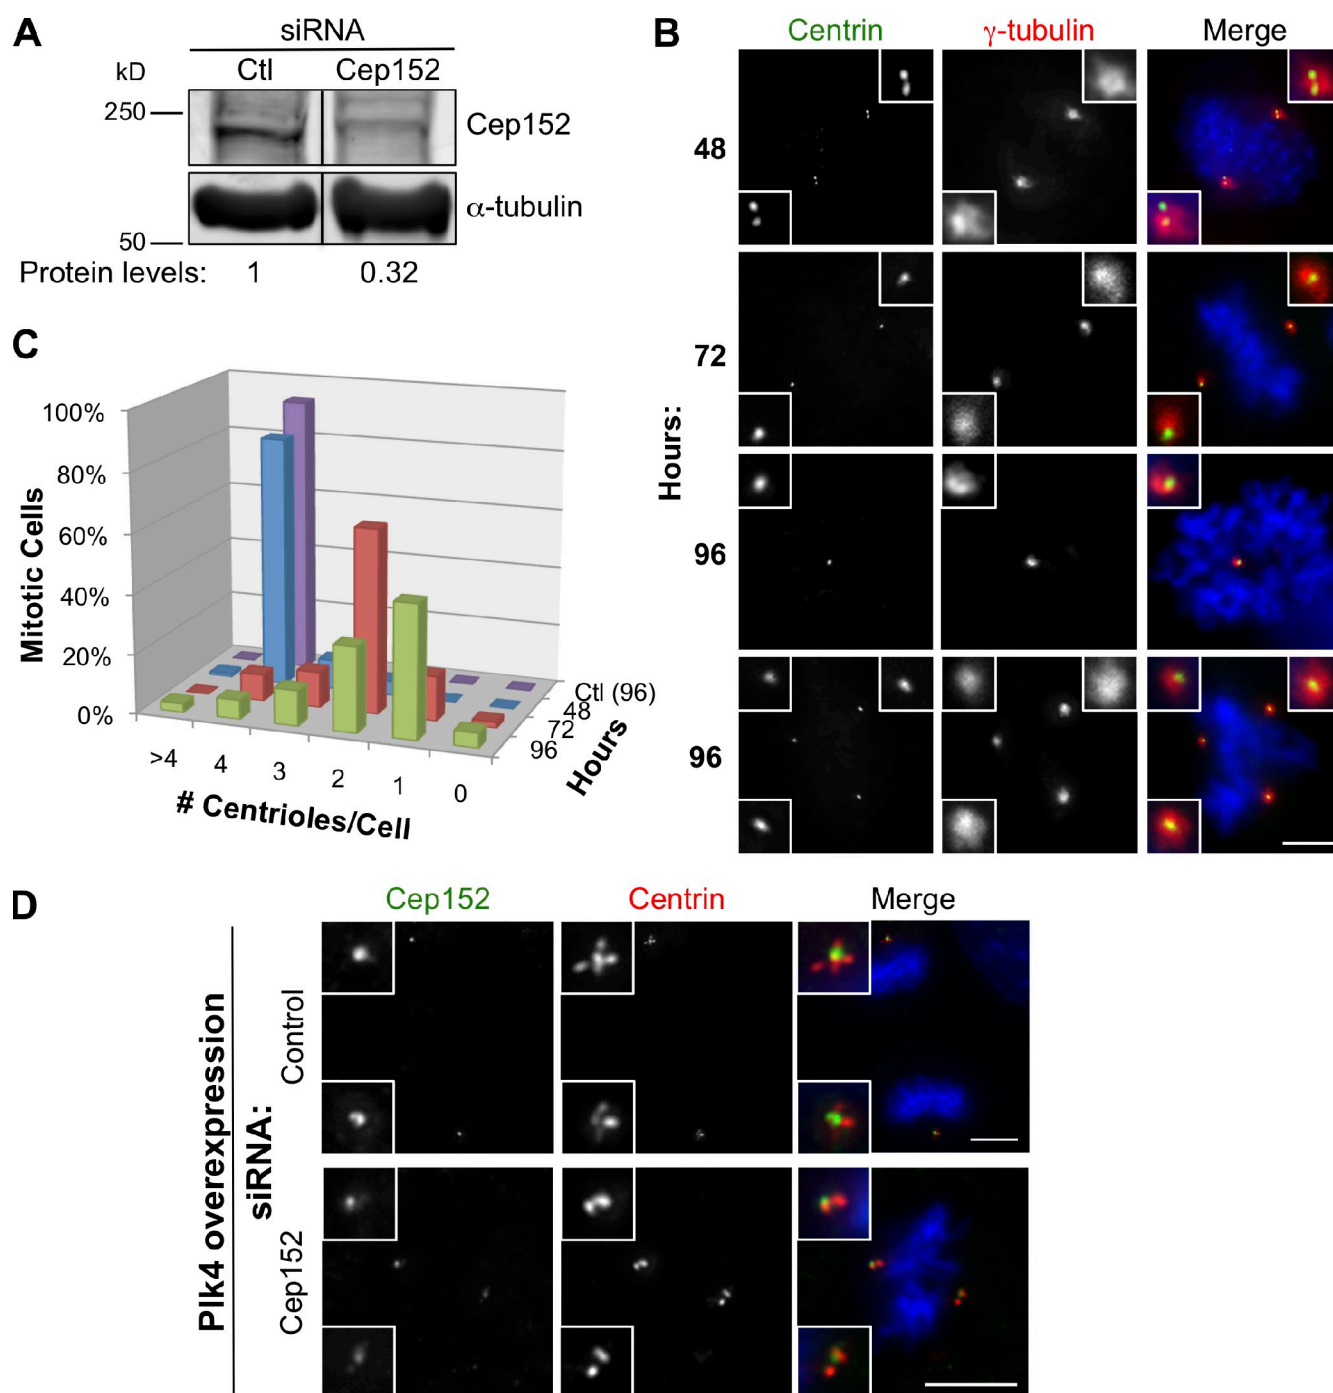 A
siRNA
kD
Ctl
Cep152
250
Cep152
α-tubulin
50
Protein levels:
1
0.32
B
Centrin
γ-tubulin
Merge
Hours:
48
72
96
96
C
Mitotic Cells
100%
80%
60%
40%
20%
0%
>4
4
3
2
1
0
# Centrioles/Cell
Ctl (96)
48
72
96
Hours
D
Cep152
Centrin
Merge
Plk4 overexpression
siRNA:
Control
Cep152